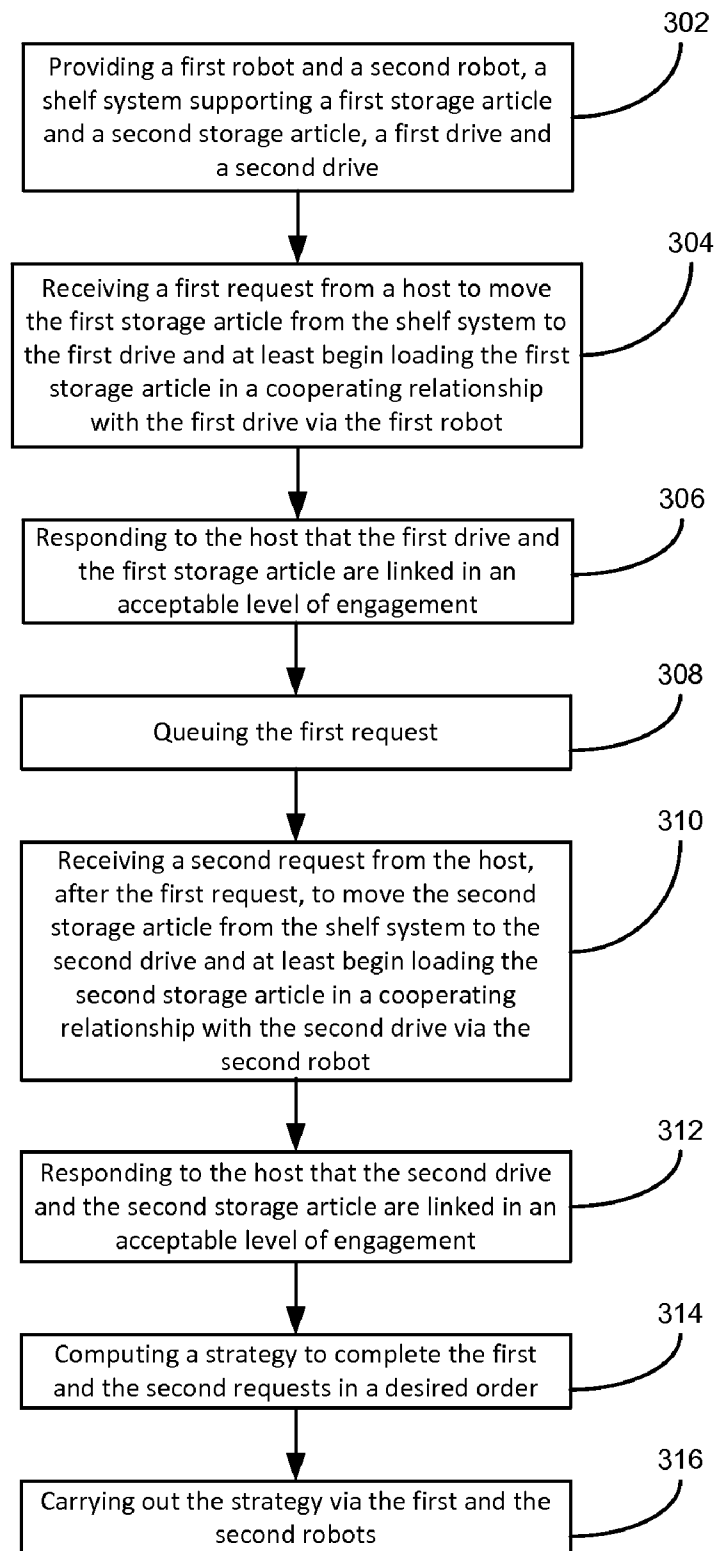 302
Providing a first robot and a second robot, a
shelf system supporting a first storage article
and a second storage article, a first drive and
a second drive
304
Receiving a first request from a host to move
the first storage article from the shelf system to
the first drive and at least begin loading the first
storage article in a cooperating relationship
with the first drive via the first robot
306
Responding to the host that the first drive and
the first storage article are linked in an
acceptable level of engagement
308
Queuing the first request
310
Receiving a second request from the host,
after the first request, to move the second
storage article from the shelf system to the
second drive and at least begin loading the
second storage article in a cooperating
relationship with the second drive via the
second robot
312
Responding to the host that the second drive
and the second storage article are linked in an
acceptable level of engagement
314
Computing a strategy to complete the first
and the second requests in a desired order
316
Carrying out the strategy via the first and the
second robots